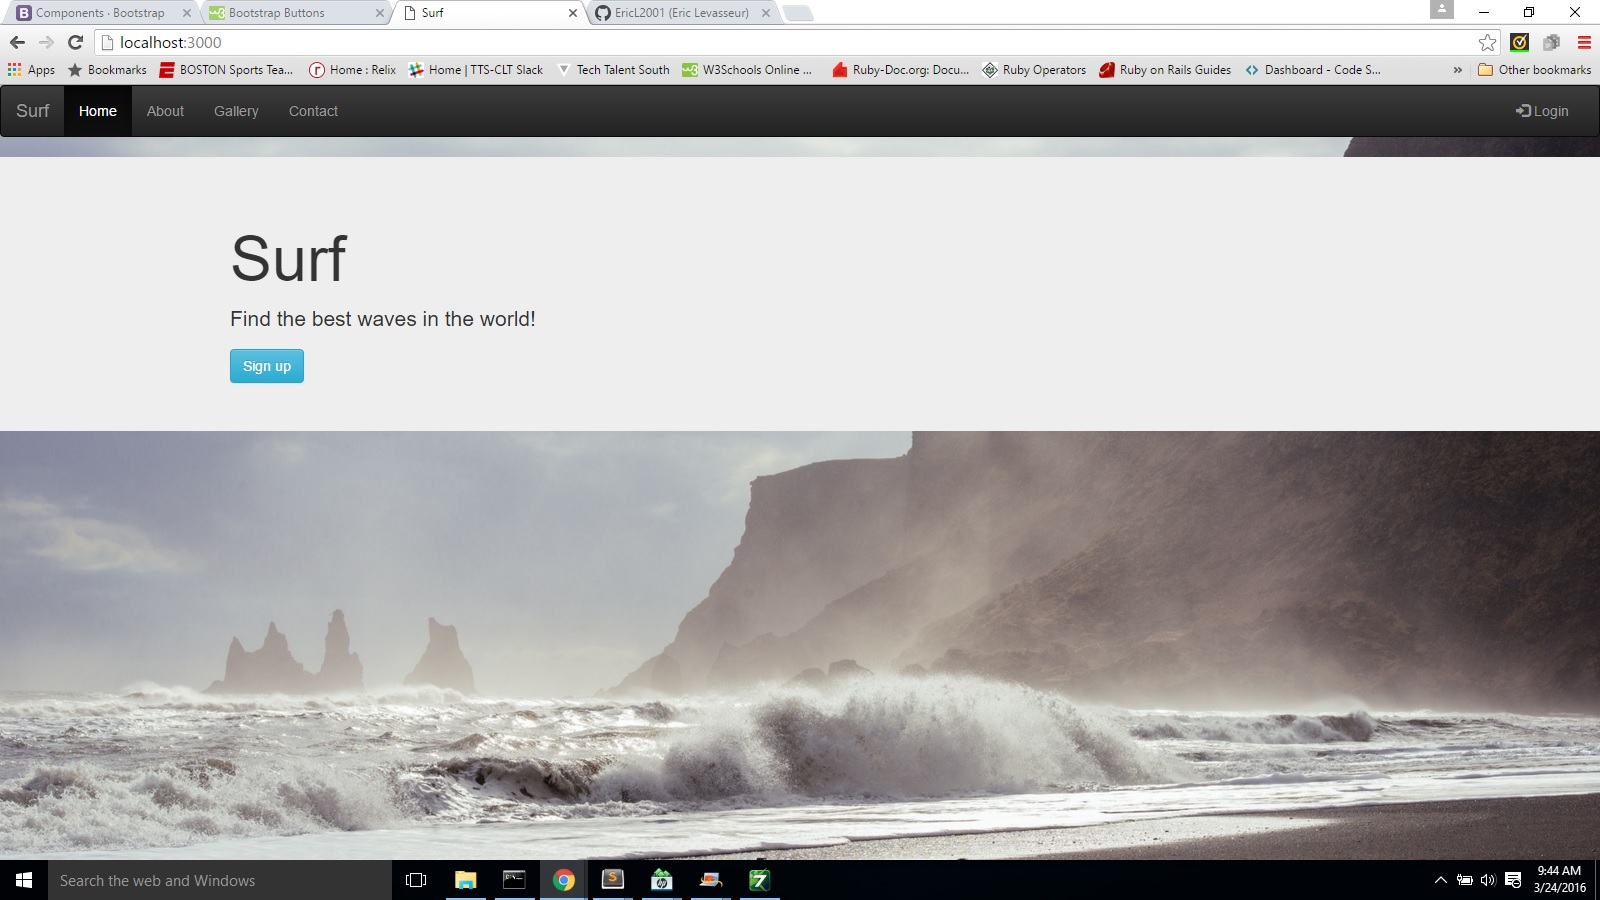 Components · Bootstrap
Bootstrap Buttons
Surf
EricL2001 (Eric Levasseur)
localhost:3000
Apps
Bookmarks
BOSTON Sports Tea...
Home : Relix
Home | TTS-CLT Slack
Tech Talent South
W3Schools Online ...
Ruby-Doc.org: Docu...
Ruby Operators
Ruby on Rails Guides
Dashboard - Code S...
»
Other bookmarks
Surf
Home
About
Gallery
Contact
Login
Surf
Find the best waves in the world!
Sign up
Search the web and Windows
9:44 AM
3/24/2016